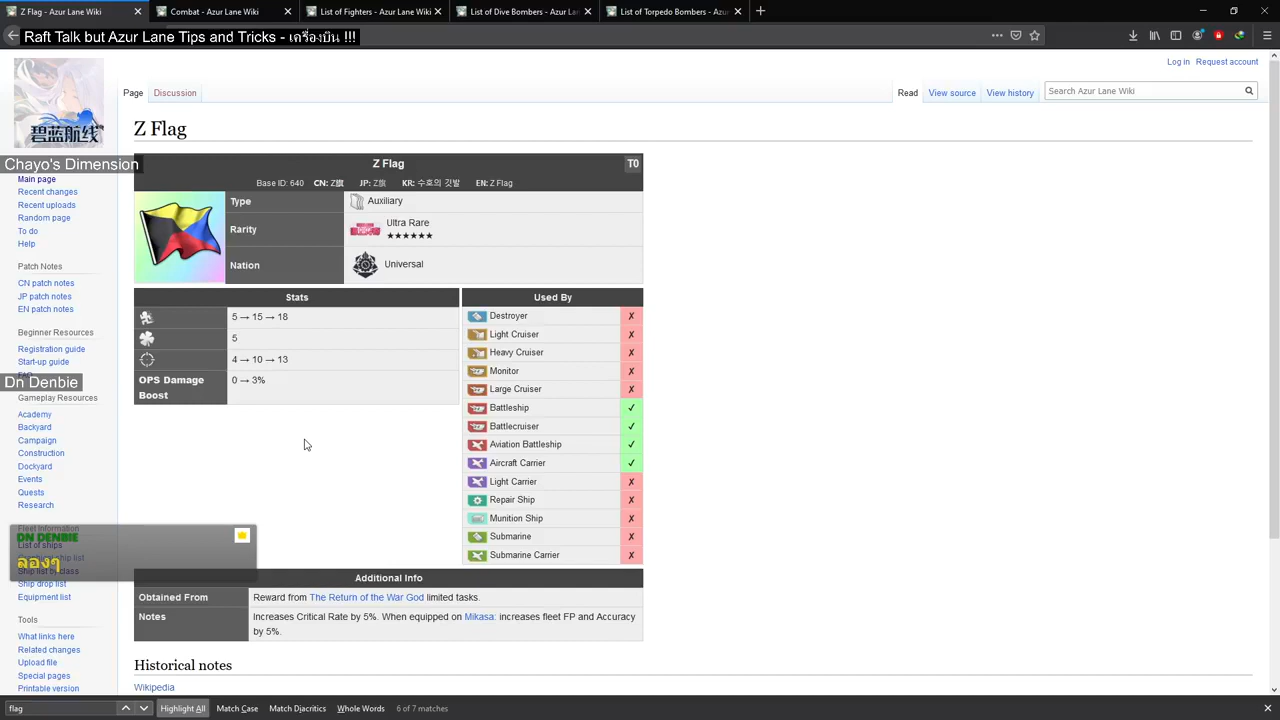 Z Flag - Azur Lane Wiki
Combat - Azur Lane Wiki
List of Fighters - Azur Lane Wiki
List of Dive Bombers - Azur Lan
List of Torpedo Bombers - Azur
Raft Talk but Azur Lane Tips and Tricks - เครื่องบิน !!!
Log in Request account
Page Discussion
Read View source View history
Search Azur Lane Wiki
碧蓝航线
Z Flag
Z Flag T0
Base ID: 640 CN: Z旗 JP: Z旗 KR: 수호의 깃발 EN: Z Flag
Type Auxiliary
Rarity Ultra Rare
★★★★★★
Nation Universal
Stats
5 → 15 → 18
5
4 → 10 → 13
OPS Damage Boost 0 → 3%
Used By
Destroyer ✗
Light Cruiser ✗
Heavy Cruiser ✗
Monitor ✗
Large Cruiser ✗
Battleship ✓
Battlecruiser ✓
Aviation Battleship ✓
Aircraft Carrier ✓
Light Carrier ✗
Repair Ship ✗
Munition Ship ✗
Submarine ✗
Submarine Carrier ✗
Additional Info
Obtained From Reward from The Return of the War God limited tasks.
Notes Increases Critical Rate by 5%. When equipped on Mikasa: increases fleet FP and Accuracy
by 5%.
Historical notes
Wikipedia
Chayo's Dimension
Main page
Recent changes
Recent uploads
Random page
To do
Help
Patch Notes
CN patch notes
JP patch notes
EN patch notes
Beginner Resources
Registration guide
Start-up guide
FAQ
Dn Denbie
Gameplay Resources
Academy
Backyard
Campaign
Construction
Dockyard
Events
Quests
Research
Fleet Information
DN DENBIE
List of ships
ลองๆ
Ship list by class
Ship drop list
Equipment list
Tools
What links here
Related changes
Upload file
Special pages
Printable version
flag
Highlight All Match Case Match Diacritics Whole Words 6 of 7 matches